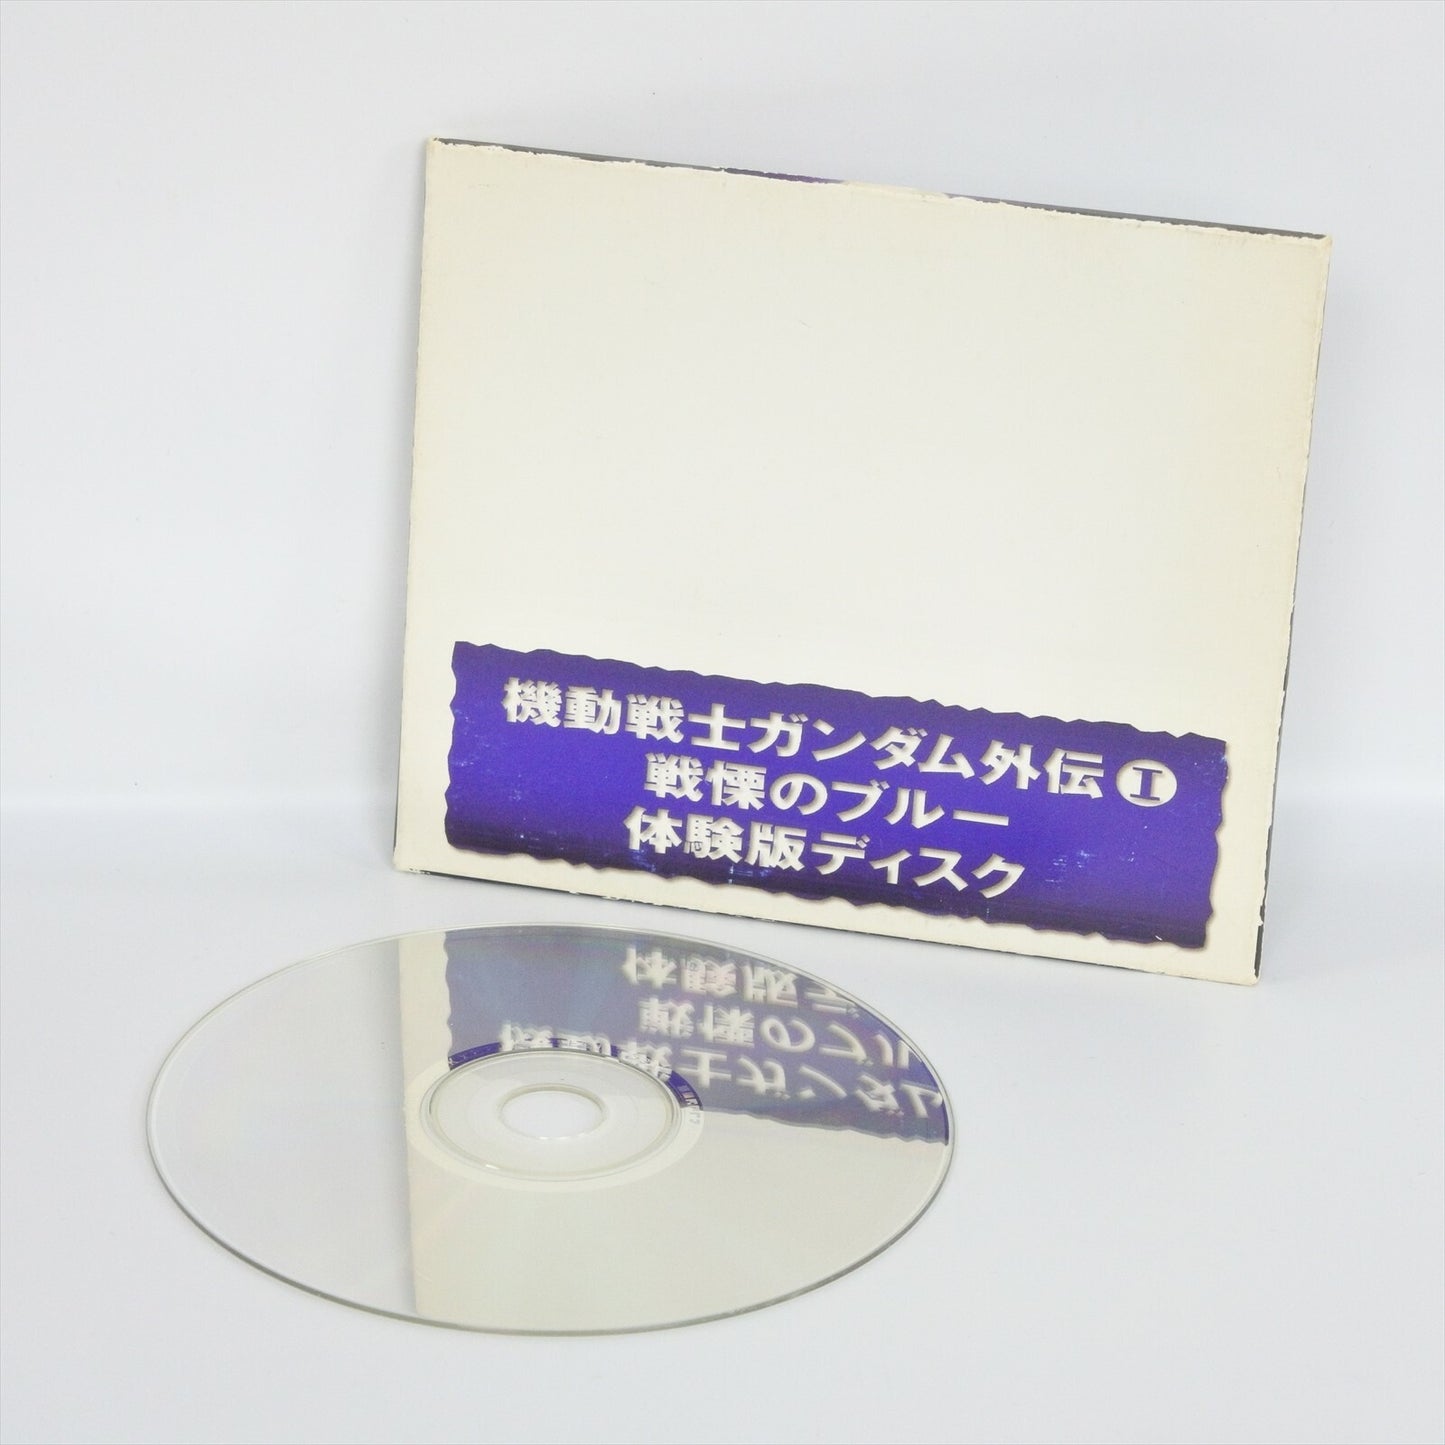 機動戦士ガンダム外伝 I
戦慄のブルー
体験版ディスク